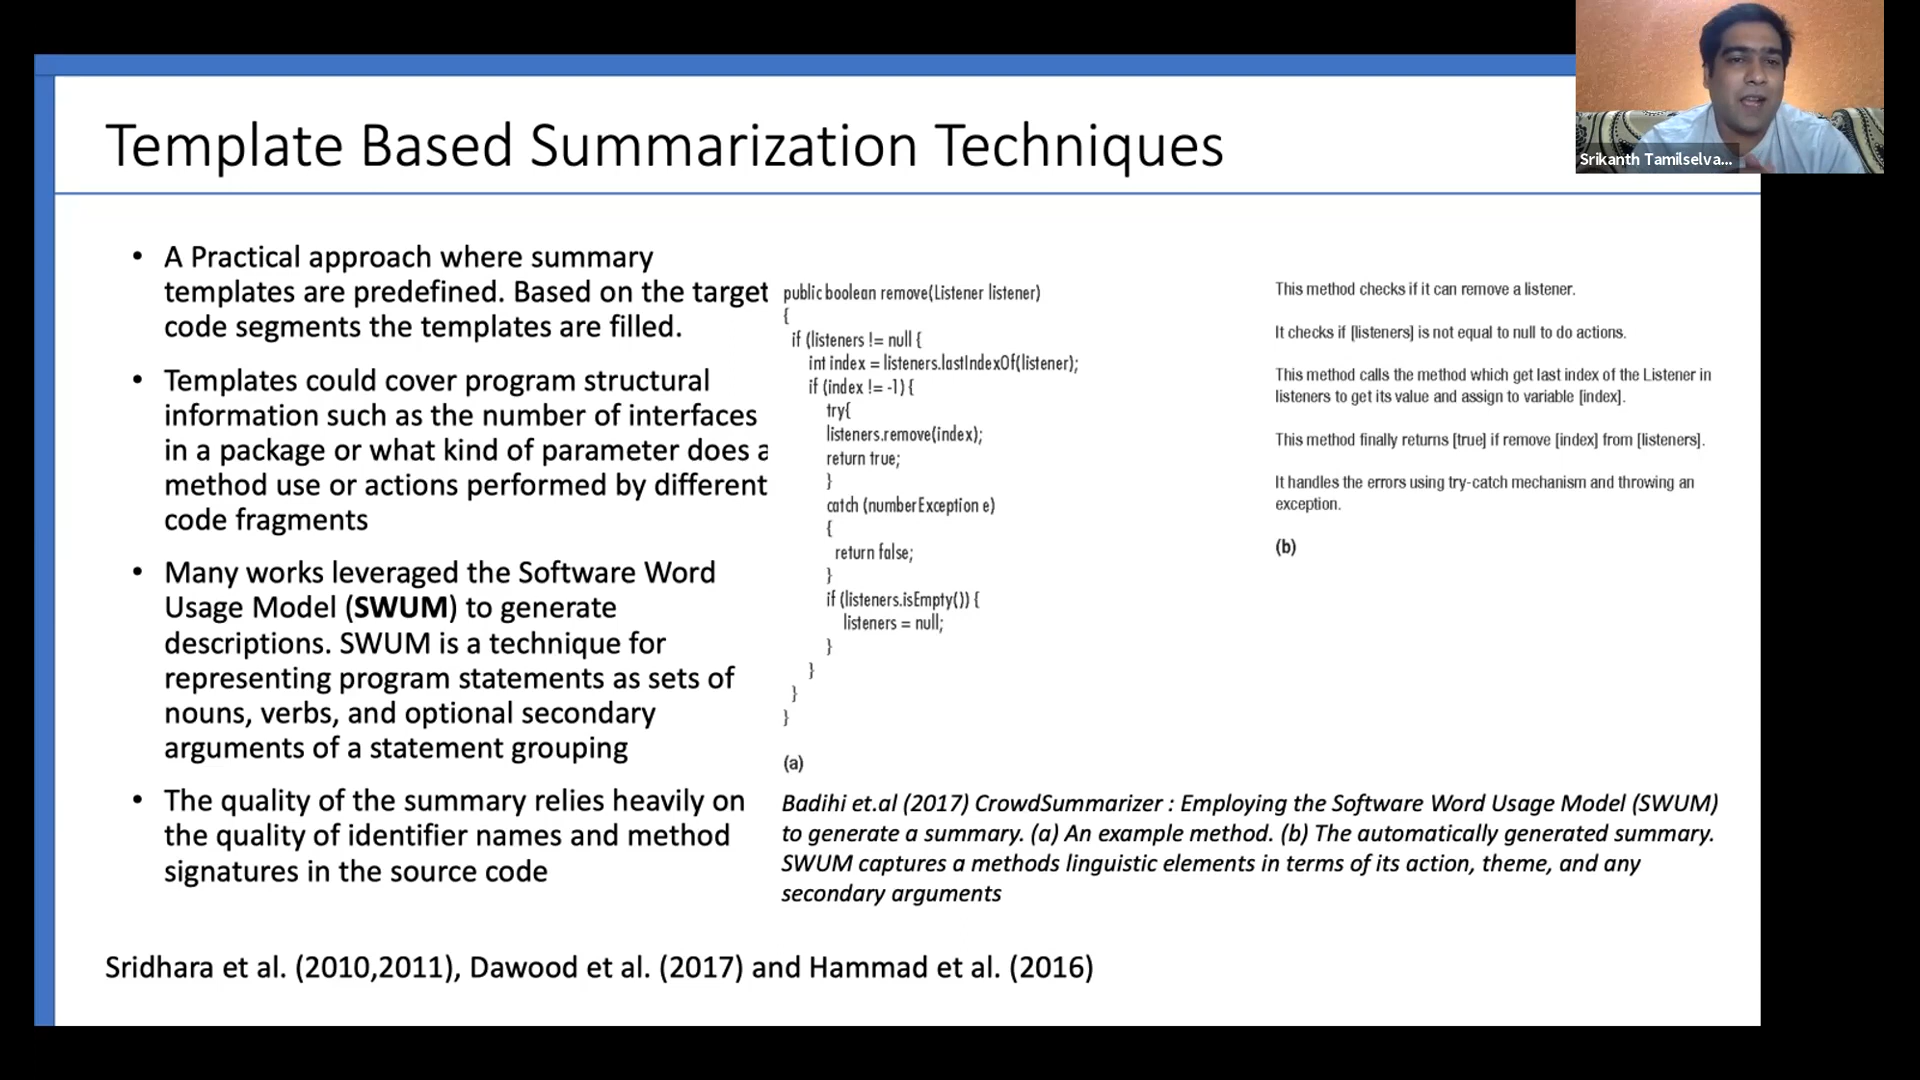 Srikanth Tamilselva...
Template Based Summarization Techniques
• A Practical approach where summary
templates are predefined. Based on the target
code segments the templates are filled.
• Templates could cover program structural
information such as the number of interfaces
in a package or what kind of parameter does a
method use or actions performed by different
code fragments
• Many works leveraged the Software Word
Usage Model (SWUM) to generate
descriptions. SWUM is a technique for
representing program statements as sets of
nouns, verbs, and optional secondary
arguments of a statement grouping
• The quality of the summary relies heavily on
the quality of identifier names and method
signatures in the source code
public boolean remove(Listener listener)
{
if (listeners != null {
int index = listeners.lastIndexOf(listener);
if (index != -1) {
try{
listeners.remove(index);
return true;
}
catch (numberException e)
{
return false;
}
if (listeners.isEmpty()) {
listeners = null;
}
}
}
}
(a)
This method checks if it can remove a listener.
It checks if [listeners] is not equal to null to do actions.
This method calls the method which get last index of the Listener in
listeners to get its value and assign to variable [index].
This method finally returns [true] if remove [index] from [listeners].
It handles the errors using try-catch mechanism and throwing an
exception.
(b)
Badihi et.al (2017) CrowdSummarizer : Employing the Software Word Usage Model (SWUM)
to generate a summary. (a) An example method. (b) The automatically generated summary.
SWUM captures a methods linguistic elements in terms of its action, theme, and any
secondary arguments
Sridhara et al. (2010,2011), Dawood et al. (2017) and Hammad et al. (2016)